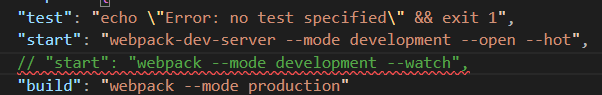 "test": "echo \"Error: no test specified\" && exit 1",
"start": "webpack-dev-server --mode development --open --hot",
// "start": "webpack --mode development --watch",
"build": "webpack --mode production"